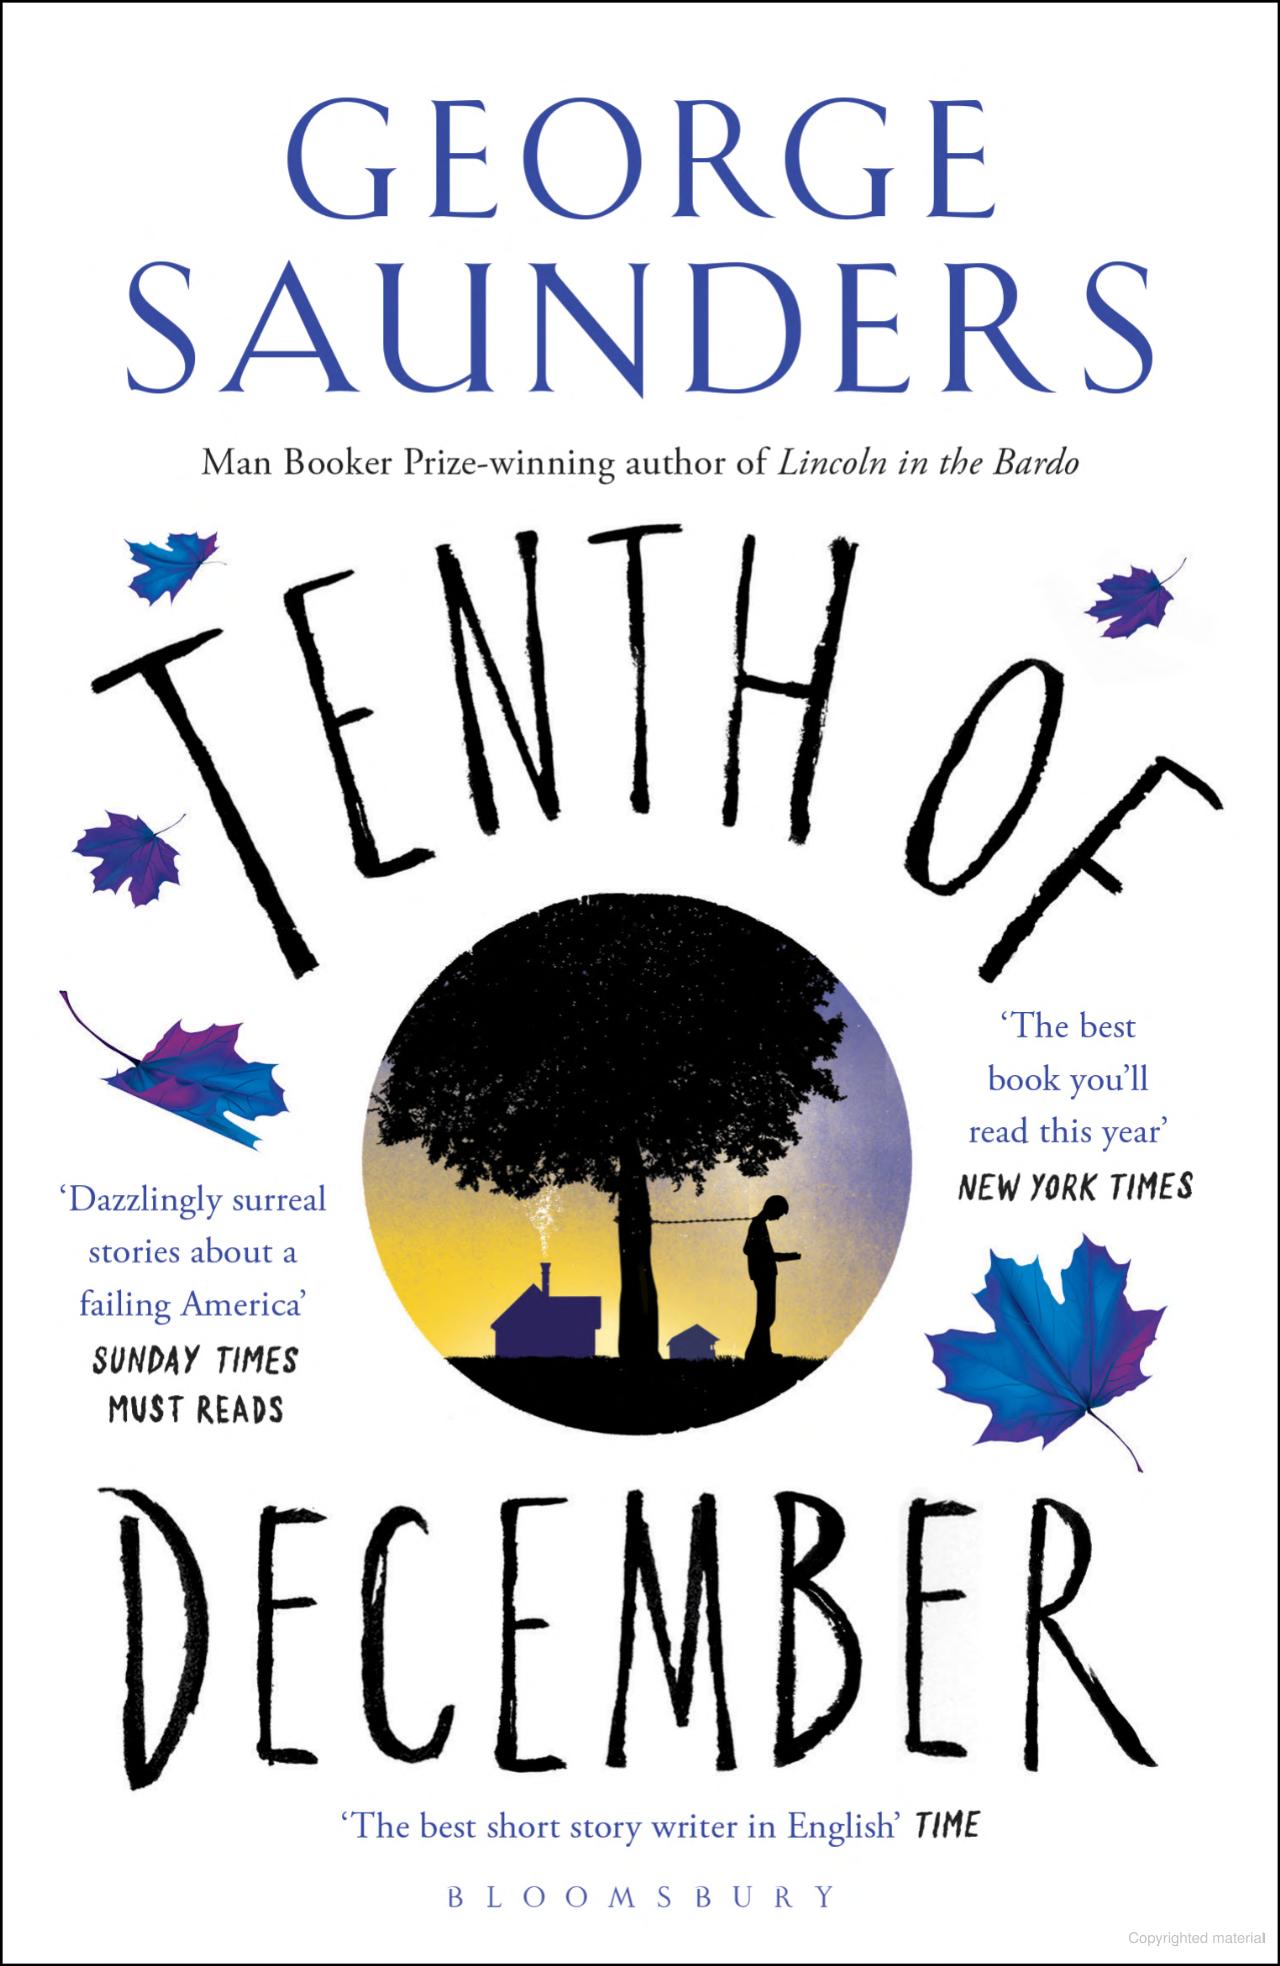 GEORGE
SAUNDERS
Man Booker Prize-winning author of Lincoln in the Bardo
TENTH OF
‘The best
book you’ll
read this year’
NEW YORK TIMES
‘Dazzlingly surreal
stories about a
failing America’
SUNDAY TIMES
MUST READS
DECEMBER
‘The best short story writer in English’ TIME
BLOOMSBURY
Copyrighted material